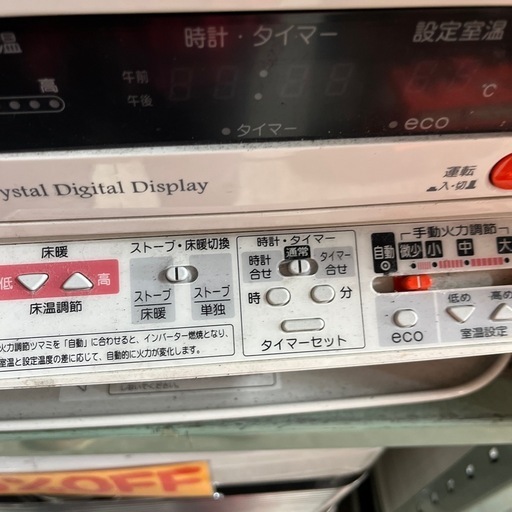 温
時計・タイマー
設定室温
高
午前
午後
℃
タイマー
eco
ystal Digital Display
運転
入・切
床暖
低
高
床温調節
ストーブ・床暖切換
ストーブ
床暖
ストーブ
単独
時計・タイマー
時計
合せ
通常
タイマー
合せ
時
分
タイマーセット
手動火力調節
自動
微少
小
中
大
eco
低め
高め
室温設定
火力調節ツマミを「自動」に合わせると、インバーター燃焼となり、
室温と設定温度の差に応じて、自動的に火力が変化します。
%OFF